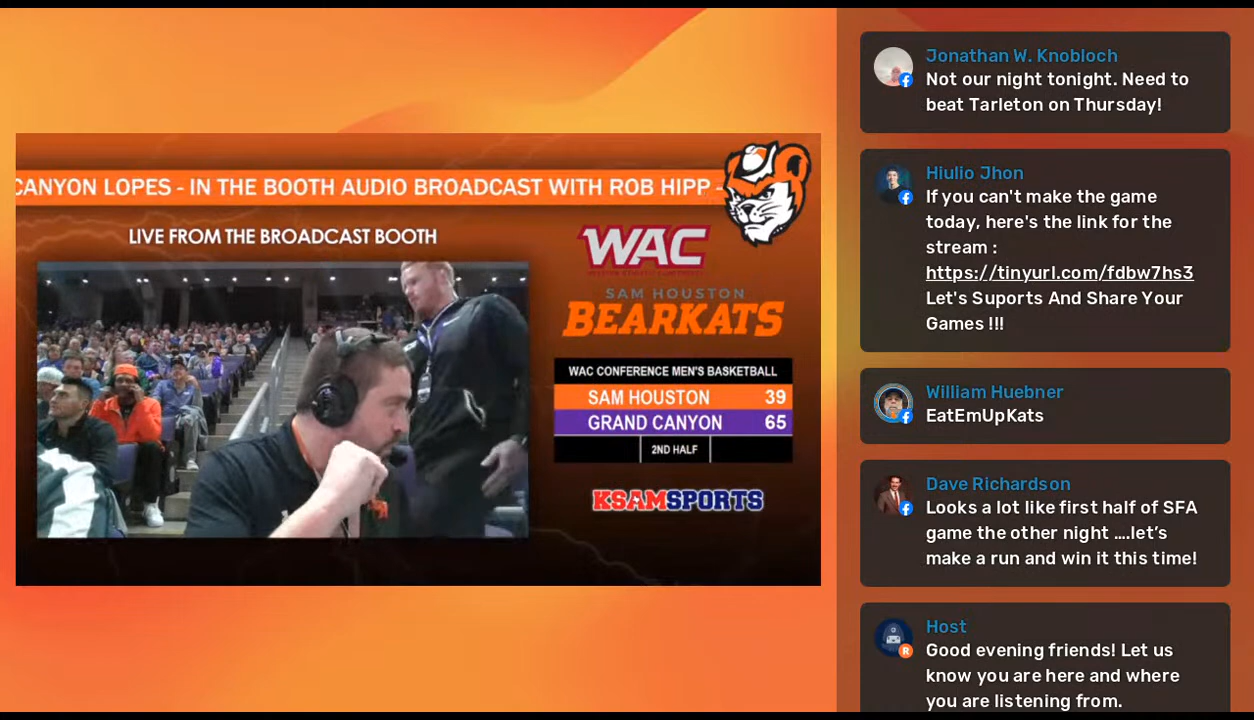 CANYON LOPES - IN THE BOOTH AUDIO BROADCAST WITH ROB HIPP -
LIVE FROM THE BROADCAST BOOTH
WAC
SAM HOUSTON
BEARKATS
WAC CONFERENCE MEN'S BASKETBALL
SAM HOUSTON 39
GRAND CANYON 65
2ND HALF
KSAMSPORTS
Jonathan W. Knobloch
Not our night tonight. Need to
beat Tarleton on Thursday!
Hiulio Jhon
If you can't make the game
today, here's the link for the
stream :
https://tinyurl.com/fdbw7hs3
Let's Suports And Share Your
Games !!!
William Huebner
EatEmUpKats
Dave Richardson
Looks a lot like first half of SFA
game the other night ....let’s
make a run and win it this time!
Host
Good evening friends! Let us
know you are here and where
you are listening from.